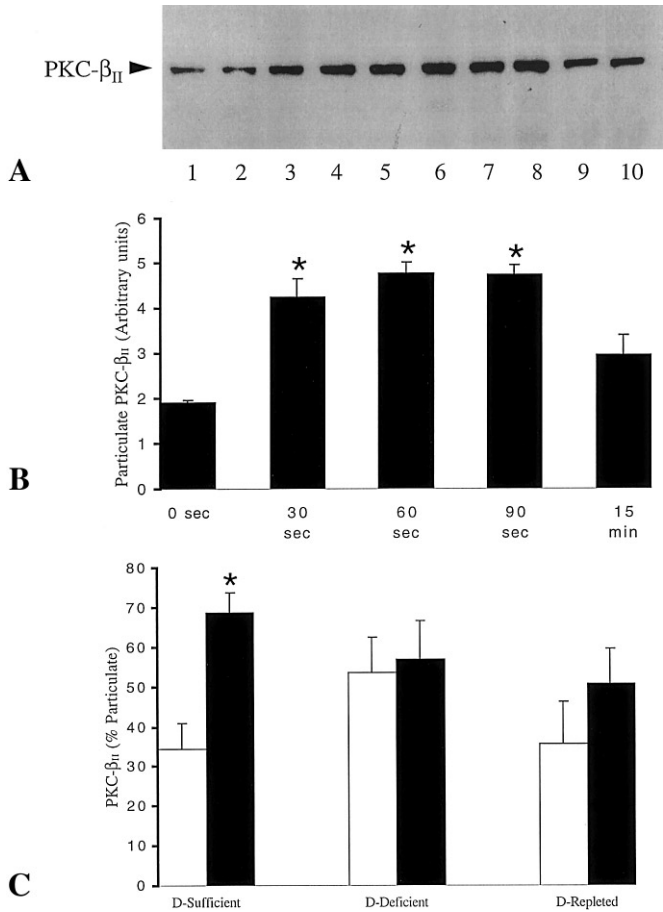 PKC-βII
A
1 2 3 4 5 6 7 8 9 10
B
Particulate PKC-βII (Arbitrary units)
6
5
4
3
2
1
0
* * *
0 sec 30 sec 60 sec 90 sec 15 min
C
PKC-βII (% Particulate)
80
70
60
50
40
30
20
10
0
*
D-Sufficient D-Deficient D-Repleted